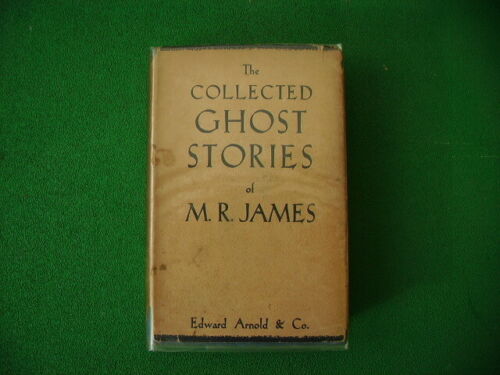 The
COLLECTED
GHOST
STORIES
of
M. R. JAMES
Edward Arnold & Co.